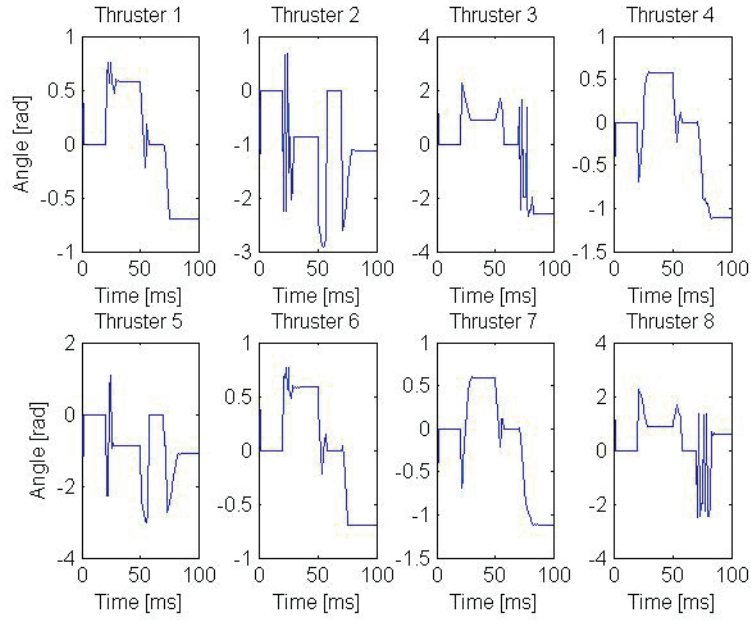 Thruster 1 Thruster 2 Thruster 3 Thruster 4
1 1 4 1
0.5 0 2 0.5
0 -1 0 0
-0.5 -2 -2 -0.5
-1
-1 -3 -4 -1.5
Angle [rad]
0 50 100 0 50 100 0 50 100 0 50 100
Time [ms] Time [ms] Time [ms] Time [ms]
Thruster 5 Thruster 6 Thruster 7 Thruster 8
2 1 1 4
0.5 0.5 2
0 0 0 0
-2 -0.5 -0.5 -2
-1
-4 -1 -1.5 -4
Angle [rad]
0 50 100 0 50 100 0 50 100 0 50 100
Time [ms] Time [ms] Time [ms] Time [ms]